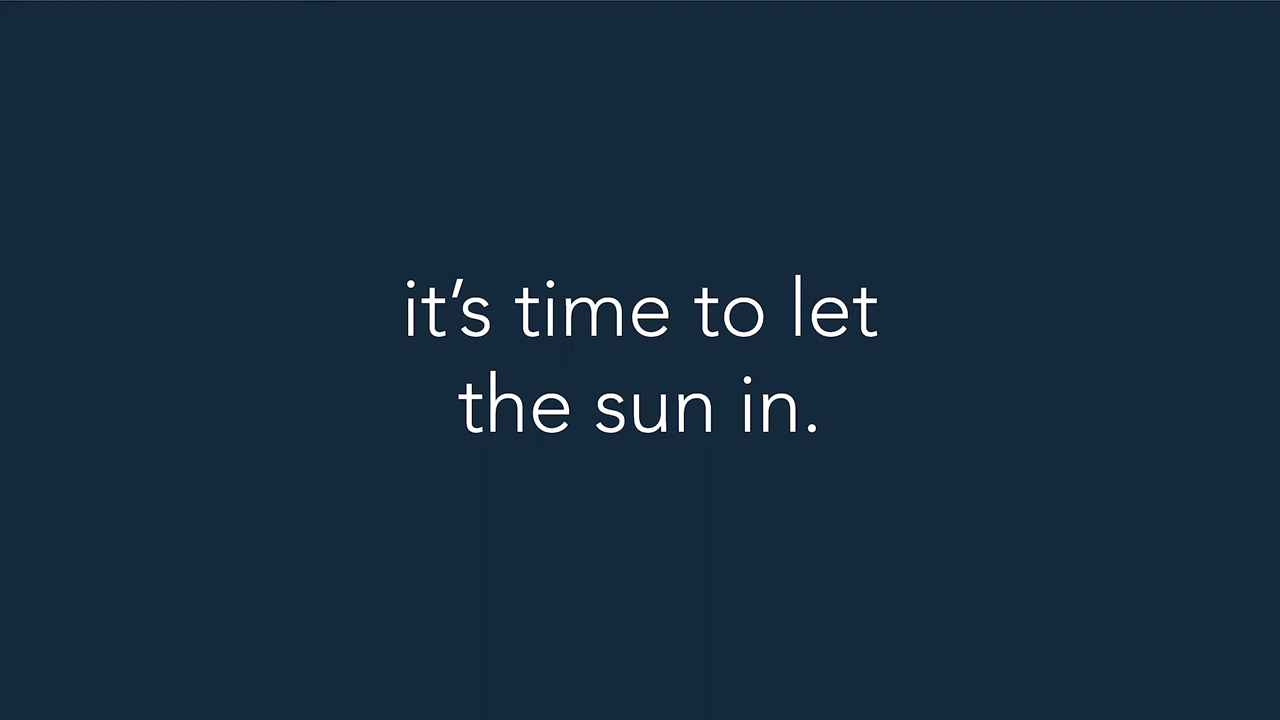 it’s time to let
the sun in.